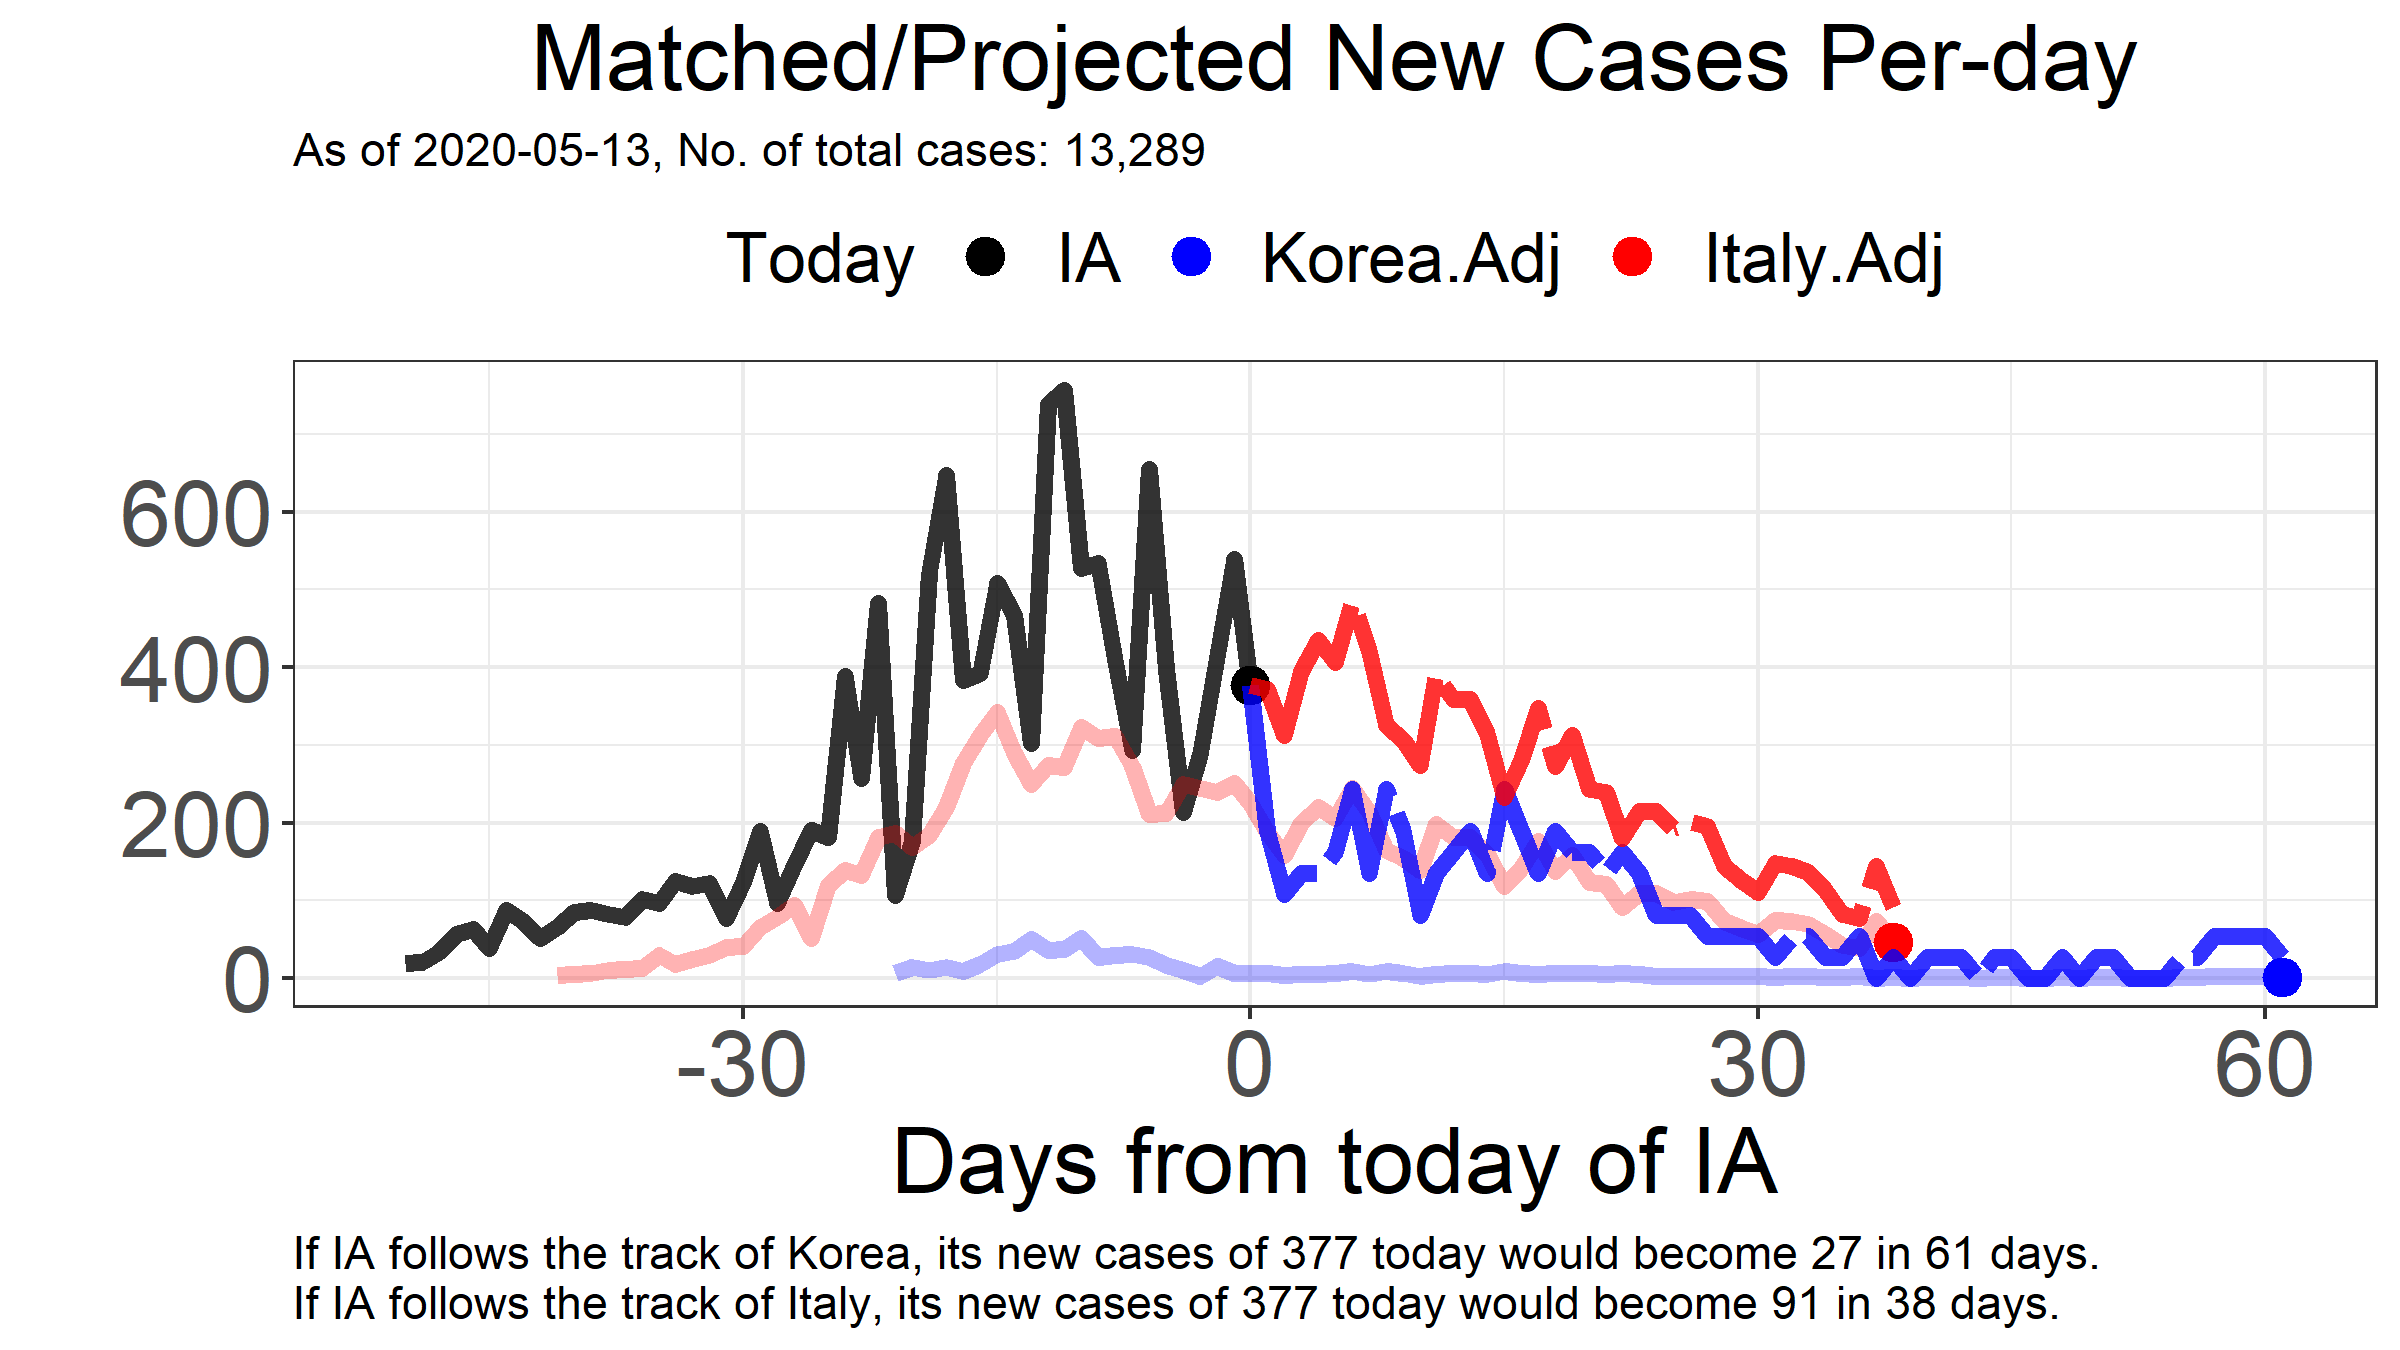 Matched/Projected New Cases Per-day
As of 2020-05-13, No. of total cases: 13,289
Today IA Korea.Adj Italy.Adj
600
400
200
0
-30 0 30 60
Days from today of IA
If IA follows the track of Korea, its new cases of 377 today would become 27 in 61 days.
If IA follows the track of Italy, its new cases of 377 today would become 91 in 38 days.